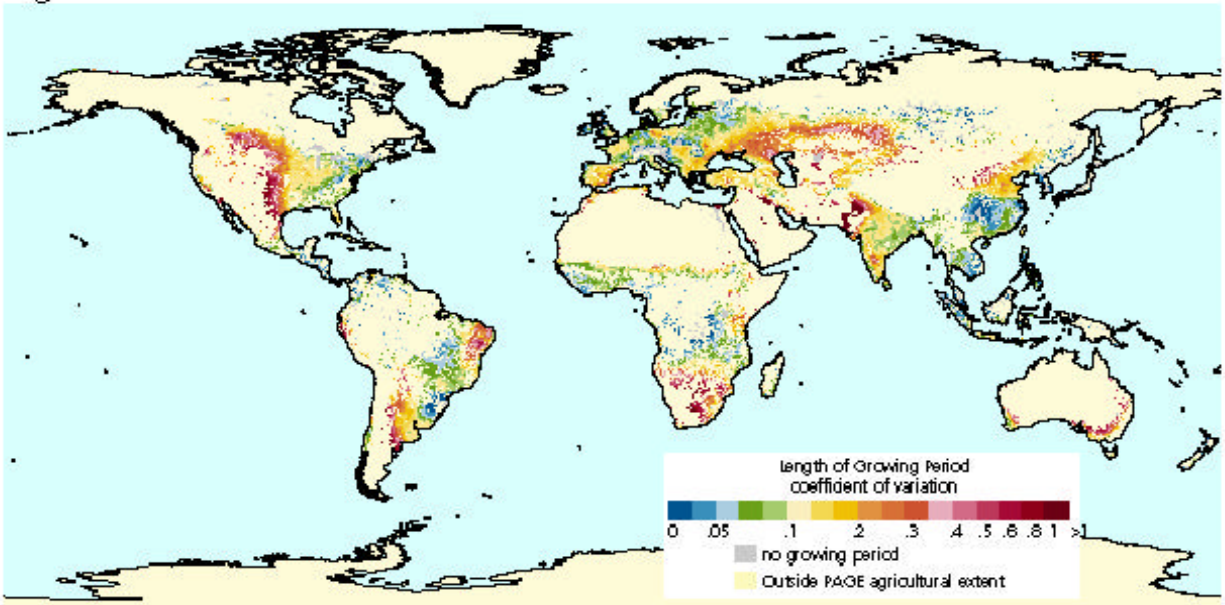 Length of Growing Period
coefficient of variation
0 .05 .1 .2 .3 .4 .5 .6 .8 1 >1
no growing period
Outside PAGE agricultural extent